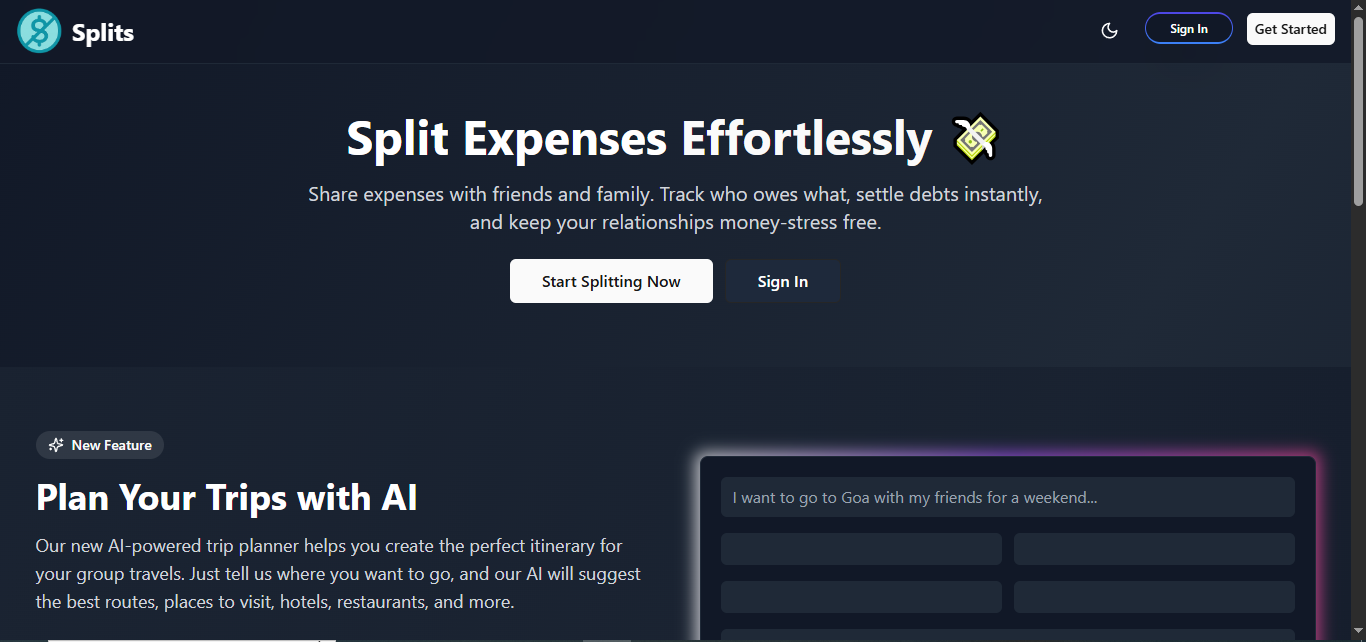 Splits
Sign In
Get Started
Split Expenses Effortlessly 💸
Share expenses with friends and family. Track who owes what, settle debts instantly,
and keep your relationships money-stress free.
Start Splitting Now
Sign In
New Feature
Plan Your Trips with AI
Our new AI-powered trip planner helps you create the perfect itinerary for
your group travels. Just tell us where you want to go, and our AI will suggest
the best routes, places to visit, hotels, restaurants, and more.
I want to go to Goa with my friends for a weekend...